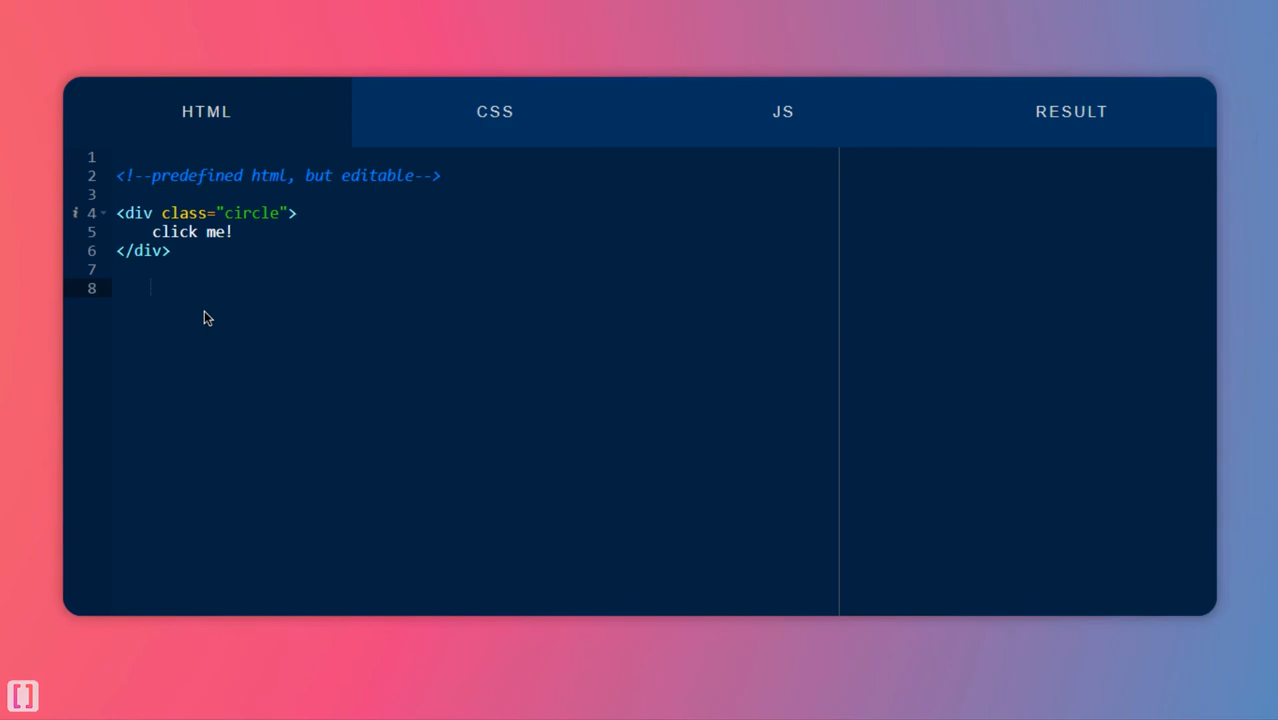 HTML CSS JS RESULT
1
2 <!--predefined html, but editable-->
3
i 4 <div class="circle">
5     click me!
6 </div>
7
8
[]